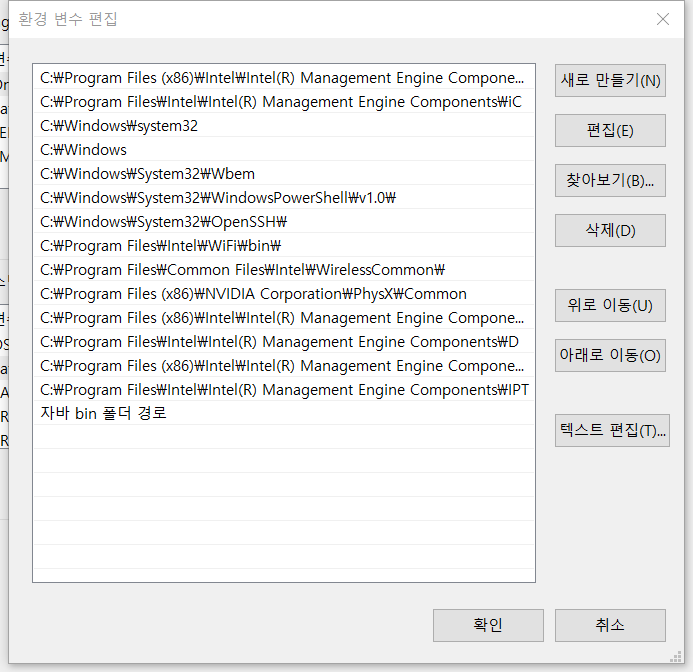 환경 변수 편집
C:₩Program Files (x86)₩Intel₩Intel(R) Management Engine Compone...
C:₩Program Files₩Intel₩Intel(R) Management Engine Components₩iC
C:₩Windows₩system32
C:₩Windows
C:₩Windows₩System32₩Wbem
C:₩Windows₩System32₩WindowsPowerShell₩v1.0₩
C:₩Windows₩System32₩OpenSSH₩
C:₩Program Files₩Intel₩WiFi₩bin₩
C:₩Program Files₩Common Files₩Intel₩WirelessCommon₩
C:₩Program Files (x86)₩NVIDIA Corporation₩PhysX₩Common
C:₩Program Files (x86)₩Intel₩Intel(R) Management Engine Compone...
C:₩Program Files₩Intel₩Intel(R) Management Engine Components₩D
C:₩Program Files (x86)₩Intel₩Intel(R) Management Engine Compone...
C:₩Program Files₩Intel₩Intel(R) Management Engine Components₩IPT
자바 bin 폴더 경로
새로 만들기(N)
편집(E)
찾아보기(B)...
삭제(D)
위로 이동(U)
아래로 이동(O)
텍스트 편집(T)...
확인
취소